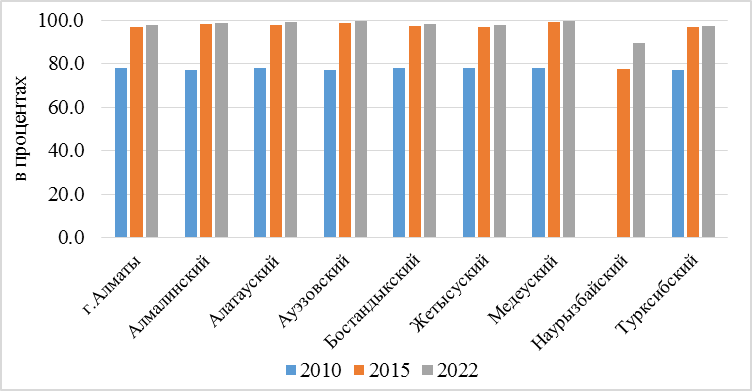 100.0
80.0
60.0
40.0
20.0
0.0
в процентах
г.Алматы
Алмалинский
Алатауский
Ауэзовский
Бостандыкский
Жетысуский
Медеуский
Наурызбайский
Турксибский
2010 2015 2022